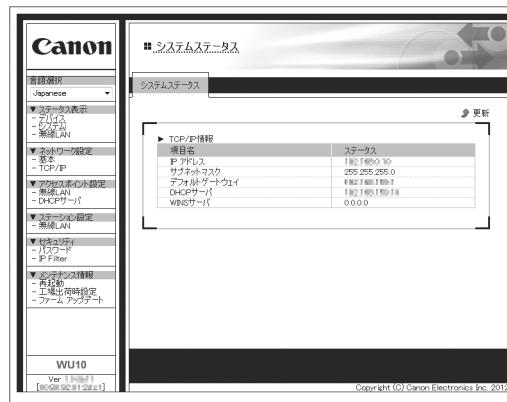 Canon
言語選択
Japanese
▼ ステータス表示
- デバイス
- システム
- 無線LAN
▼ ネットワーク設定
- 基本
- TCP/IP
▼ アクセスポイント設定
- 無線LAN
- DHCPサーバ
▼ ステーション設定
- 無線LAN
▼ セキュリティ
- パスワード
- IP Filter
▼ メンテナンス情報
- 再起動
- 工場出荷時設定
- ファーム アップデート
WU10
Ver
システムステータス
システムステータス
更新
► TCP/IP情報
項目名 ステータス
IP アドレス
サブネットマスク 255.255.255.0
デフォルトゲートウェイ
DHCPサーバ
WINSサーバ 0.0.0.0
Copyright (C) Canon Electronics Inc. 2012